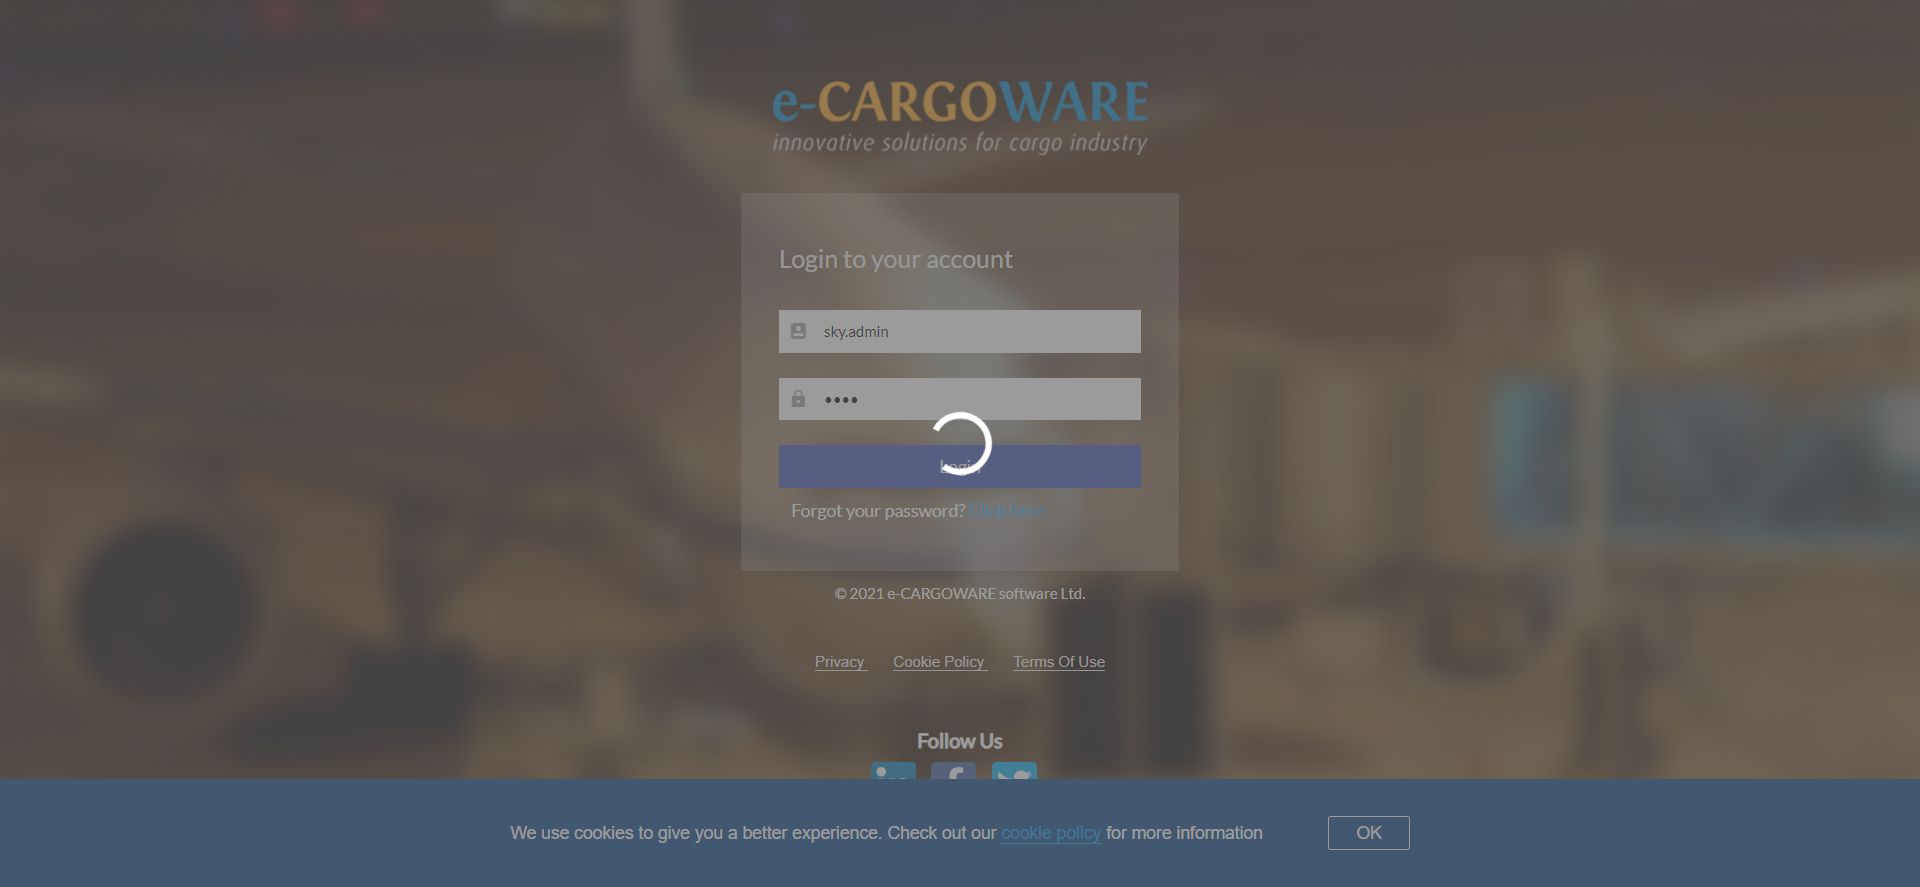 e-CARGOWARE
innovative solutions for cargo industry
Login to your account
sky.admin
••••
Login
Forgot your password? Click here
© 2021 e-CARGOWARE software Ltd.
Privacy Cookie Policy Terms Of Use
Follow Us
We use cookies to give you a better experience. Check out our cookie policy for more information OK